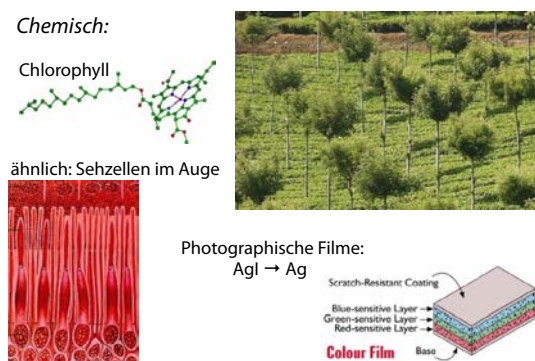 Chemisch:
Chlorophyll
ähnlich: Sehzellen im Auge
Photographische Filme:
AgI → Ag
Scratch-Resistant Coating
Blue-sensitive Layer
Green-sensitive Layer
Red-sensitive Layer
Base
Colour Film